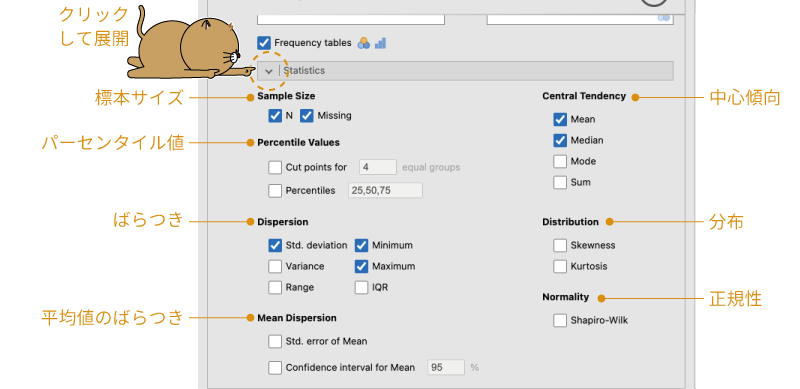 クリック
して展開
Frequency tables
Statistics
標本サイズ
Sample Size
N Missing
パーセンタイル値
Percentile Values
Cut points for 4 equal groups
Percentiles 25,50,75
ばらつき
Dispersion
Std. deviation Minimum
Variance Maximum
Range IQR
平均値のばらつき
Mean Dispersion
Std. error of Mean
Confidence interval for Mean 95 %
Central Tendency
中心傾向
Mean
Median
Mode
Sum
Distribution
分布
Skewness
Kurtosis
Normality
正規性
Shapiro-Wilk